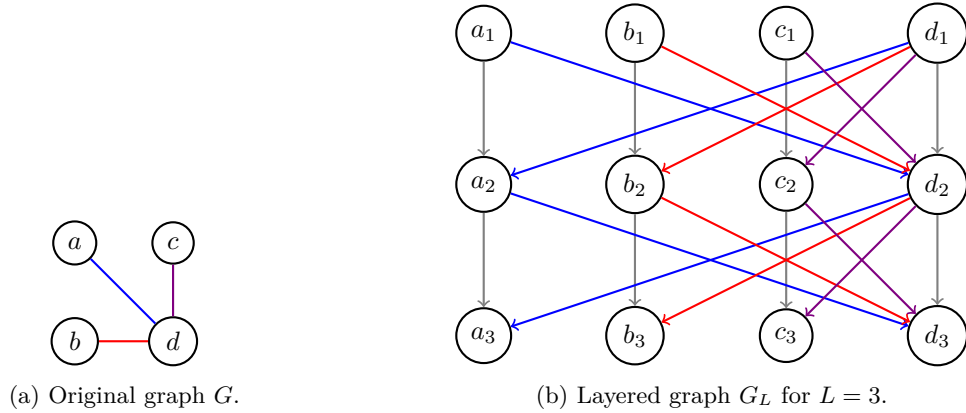 a₁ b₁ c₁ d₁
a₂ b₂ c₂ d₂
a c
b d
a₃ b₃ c₃ d₃
(a) Original graph G.
(b) Layered graph G_L for L = 3.